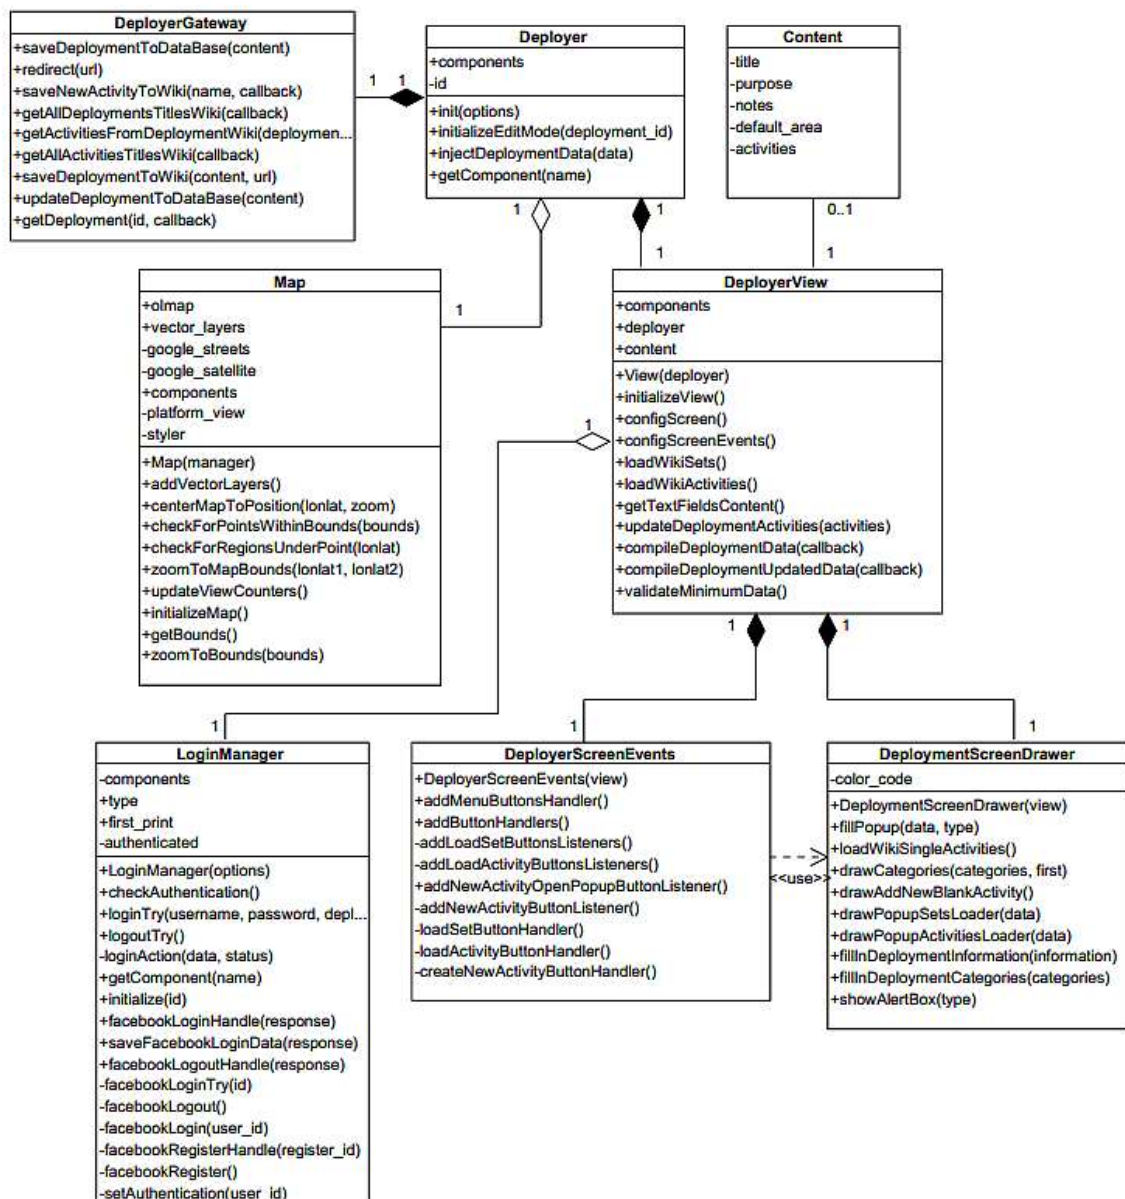 DeployerGateway
+saveDeploymentToDataBase(content)
+redirect(url)
+saveNewActivityToWiki(name, callback)
+getAllDeploymentsTitlesWiki(callback)
+getActivitiesFromDeploymentWiki(deploymen...
+getAllActivitiesTitlesWiki(callback)
+saveDeploymentToWiki(content, url)
+updateDeploymentToDataBase(content)
+getDeployment(id, callback)
1
1
Deployer
+components
-id
+init(options)
+initializeEditMode(deployment_id)
+injectDeploymentData(data)
+getComponent(name)
Content
-title
-purpose
-notes
-default_area
-activities
1
1
0..1
1
1
1
Map
+olmap
+vector_layers
-google_streets
-google_satellite
+components
-platform_view
-styler
+Map(manager)
+addVectorLayers()
+centerMapToPosition(lonlat, zoom)
+checkForPointsWithinBounds(bounds)
+checkForRegionsUnderPoint(lonlat)
+zoomToMapBounds(lonlat1, lonlat2)
+updateViewCounters()
+initializeMap()
+getBounds()
+zoomToBounds(bounds)
DeployerView
+components
+deployer
+content
+View(deployer)
+initializeView()
+configScreen()
+configScreenEvents()
+loadWikiSets()
+loadWikiActivities()
+getTextFieldsContent()
+updateDeploymentActivities(activities)
+compileDeploymentData(callback)
+compileDeploymentUpdatedData(callback)
+validateMinimumData()
1
1
1
1
1
1
LoginManager
-components
+type
+first_print
-authenticated
+LoginManager(options)
+checkAuthentication()
+loginTry(username, password, depl...
+logoutTry()
-loginAction(data, status)
+getComponent(name)
+initialize(id)
+facebookLoginHandle(response)
+saveFacebookLoginData(response)
+facebookLogoutHandle(response)
-facebookLoginTry(id)
-facebookLogout()
-facebookLogin(user_id)
-facebookRegisterHandle(register_id)
-facebookRegister()
-setAuthentication(user_id)
DeployerScreenEvents
+DeployerScreenEvents(view)
+addMenuButtonsHandler()
+addButtonHandlers()
-addLoadSetButtonsListeners()
-addLoadActivityButtonsListeners()
+addNewActivityOpenPopupButtonListener()
-addNewActivityButtonListener()
-loadSetButtonHandler()
-loadActivityButtonHandler()
-createNewActivityButtonHandler()
<<use>>
DeploymentScreenDrawer
-color_code
+DeploymentScreenDrawer(view)
+fillPopup(data, type)
+loadWikiSingleActivities()
+drawCategories(categories, first)
+drawAddNewBlankActivity()
+drawPopupSetsLoader(data)
+drawPopupActivitiesLoader(data)
+fillInDeploymentInformation(information)
+fillInDeploymentCategories(categories)
+showAlertBox(type)